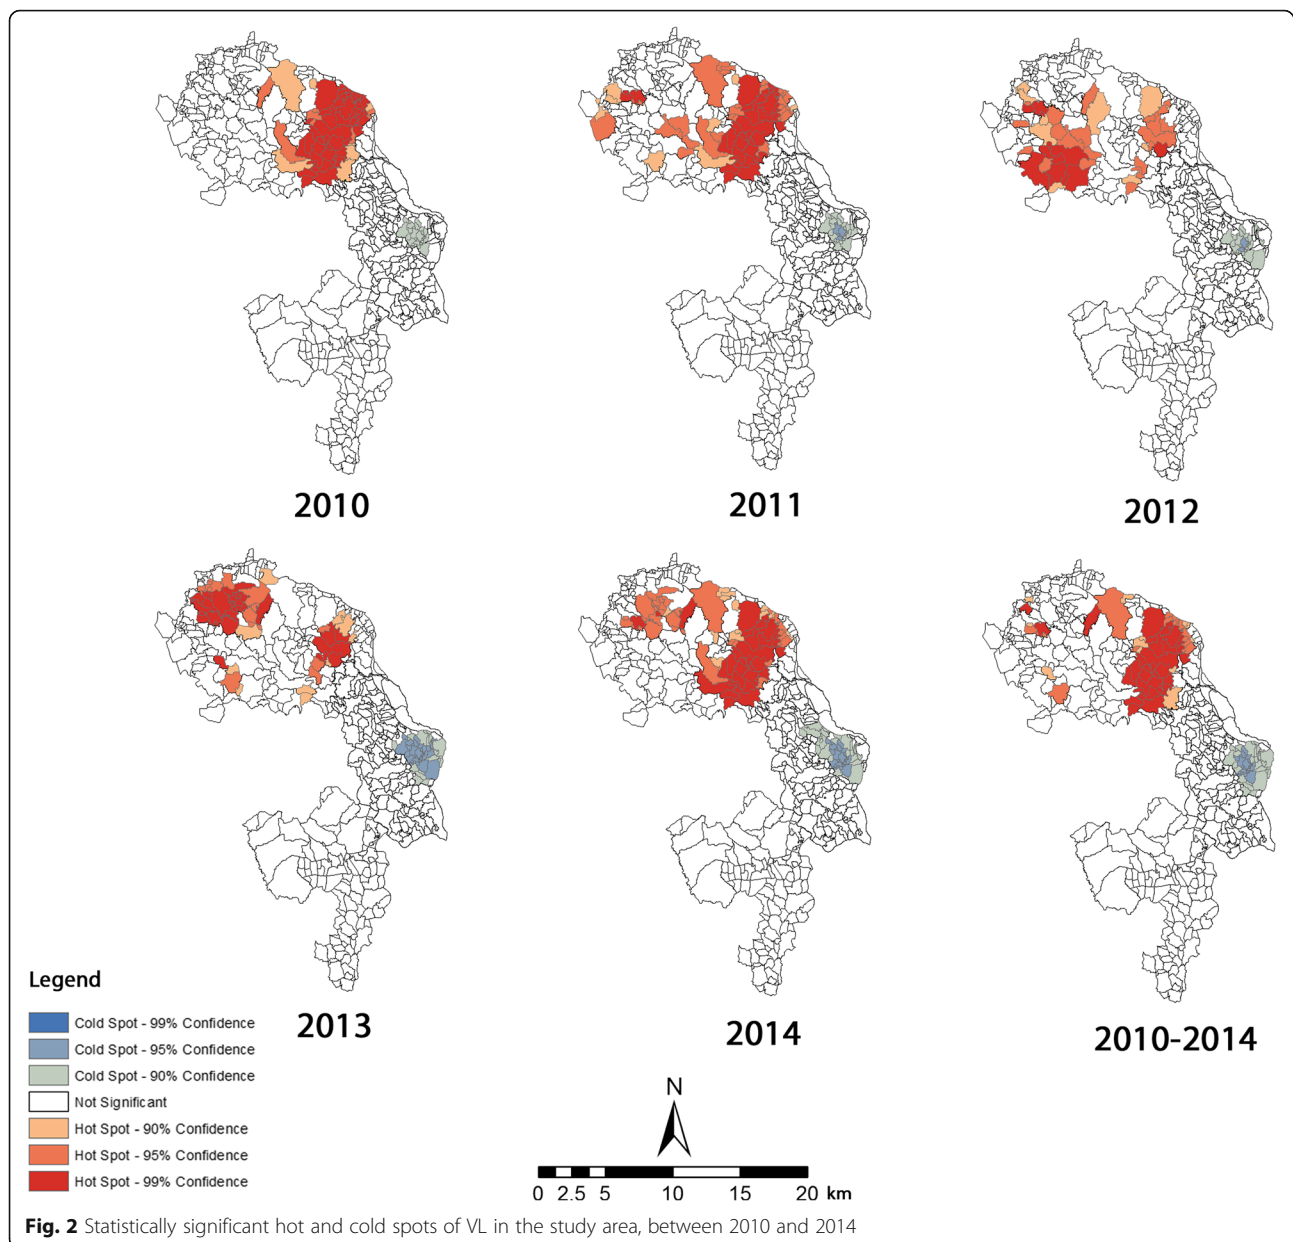 2010
2011
2012
2013
2014
2010-2014
Legend
Cold Spot - 99% Confidence
Cold Spot - 95% Confidence
Cold Spot - 90% Confidence
Not Significant
Hot Spot - 90% Confidence
Hot Spot - 95% Confidence
Hot Spot - 99% Confidence
N
0 2.5 5 10 15 20 km
Fig. 2 Statistically significant hot and cold spots of VL in the study area, between 2010 and 2014